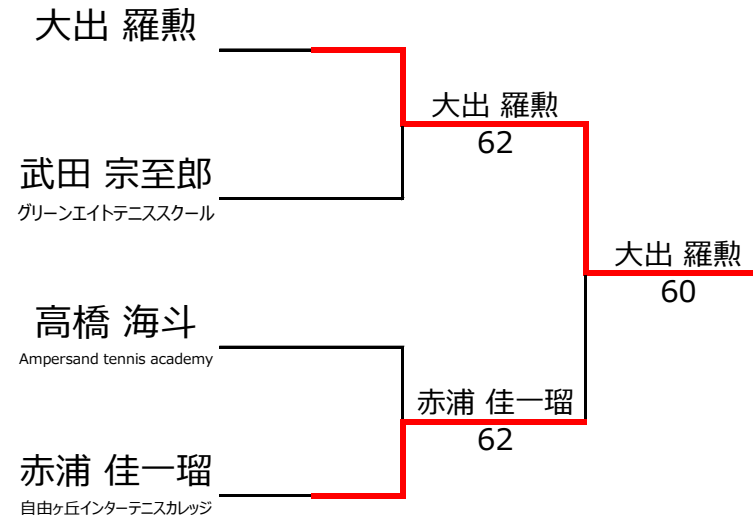 大出 羅勲
武田 宗至郎
グリーンエイトテニススクール
高橋 海斗
Ampersand tennis academy
赤浦 佳一瑠
自由ヶ丘インターテニスカレッジ
大出 羅勲
62
赤浦 佳一瑠
62
大出 羅勲
60